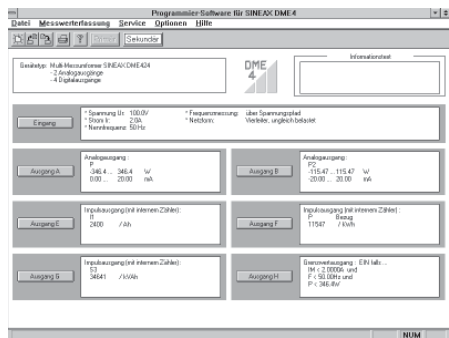 Programmier-Software für SINEAX DME4
Datei Messwerterfassung Service Optionen Hilfe
Primär Sekundär
Gerätetyp: Multi-Messumformer SINEAX DME424
- 2 Analogausgänge
- 4 Digitalausgänge
DME
4
Informationstext
Eingang
* Spannung Ur: 100.0V
* Strom Ir: 2.0A
* Nennfrequenz: 50 Hz
* Frequenzmessung: über Spannungspfad
* Netzform: Vierleiter, ungleich belastet
Ausgang A
Analogausgang :
P
-346.4 ... 346.4 W
0.00 ... 20.00 mA
Ausgang B
Analogausgang :
P2
-115.47 ... 115.47 W
-20.00 ... 20.00 mA
Ausgang E
Impulsausgang (mit internem Zähler) :
I1
2400 / Ah
Ausgang F
Impulsausgang (mit internem Zähler) :
P Bezug
11547 / kWh
Ausgang G
Impulsausgang (mit internem Zähler) :
S3
34641 / kVAh
Ausgang H
Grenzwertausgang : EIN falls ...
IM < 2.0000A und
F < 50.00Hz und
P < 346.4W
NUM